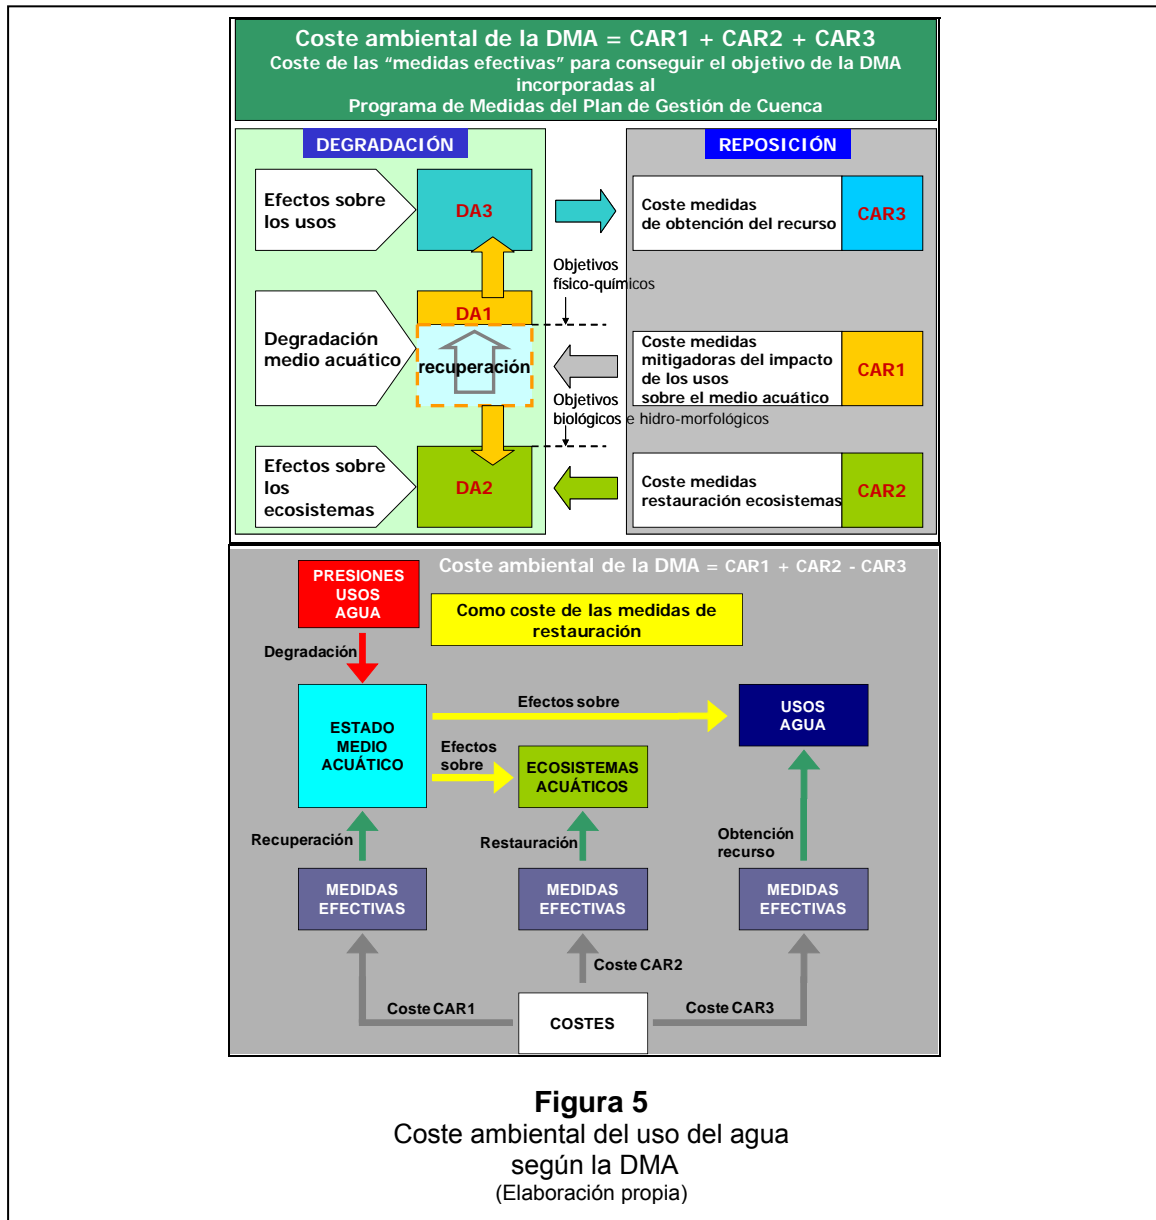 Coste ambiental de la DMA = CAR1 + CAR2 + CAR3
Coste de las “medidas efectivas” para conseguir el objetivo de la DMA
incorporadas al
Programa de Medidas del Plan de Gestión de Cuenca
DEGRADACIÓN
REPOSICIÓN
Efectos sobre
los usos
DA3
Coste medidas
de obtención del recurso
CAR3
Objetivos
físico-químicos
DA1
Degradación
medio acuático
recuperación
Coste medidas
mitigadoras del impacto
de los usos
sobre el medio acuático
CAR1
Objetivos
biológicos e hidro-morfológicos
Efectos sobre
los
ecosistemas
DA2
Coste medidas
restauración ecosistemas
CAR2
Coste ambiental de la DMA = CAR1 + CAR2 - CAR3
PRESIONES
USOS
AGUA
Como coste de las medidas de
restauración
Degradación
ESTADO
MEDIO
ACUÁTICO
Efectos sobre
USOS
AGUA
Efectos
sobre
ECOSISTEMAS
ACUÁTICOS
Recuperación
Restauración
Obtención
recurso
MEDIDAS
EFECTIVAS
MEDIDAS
EFECTIVAS
MEDIDAS
EFECTIVAS
Coste CAR2
Coste CAR1
Coste CAR3
COSTES
Figura 5
Coste ambiental del uso del agua
según la DMA
(Elaboración propia)